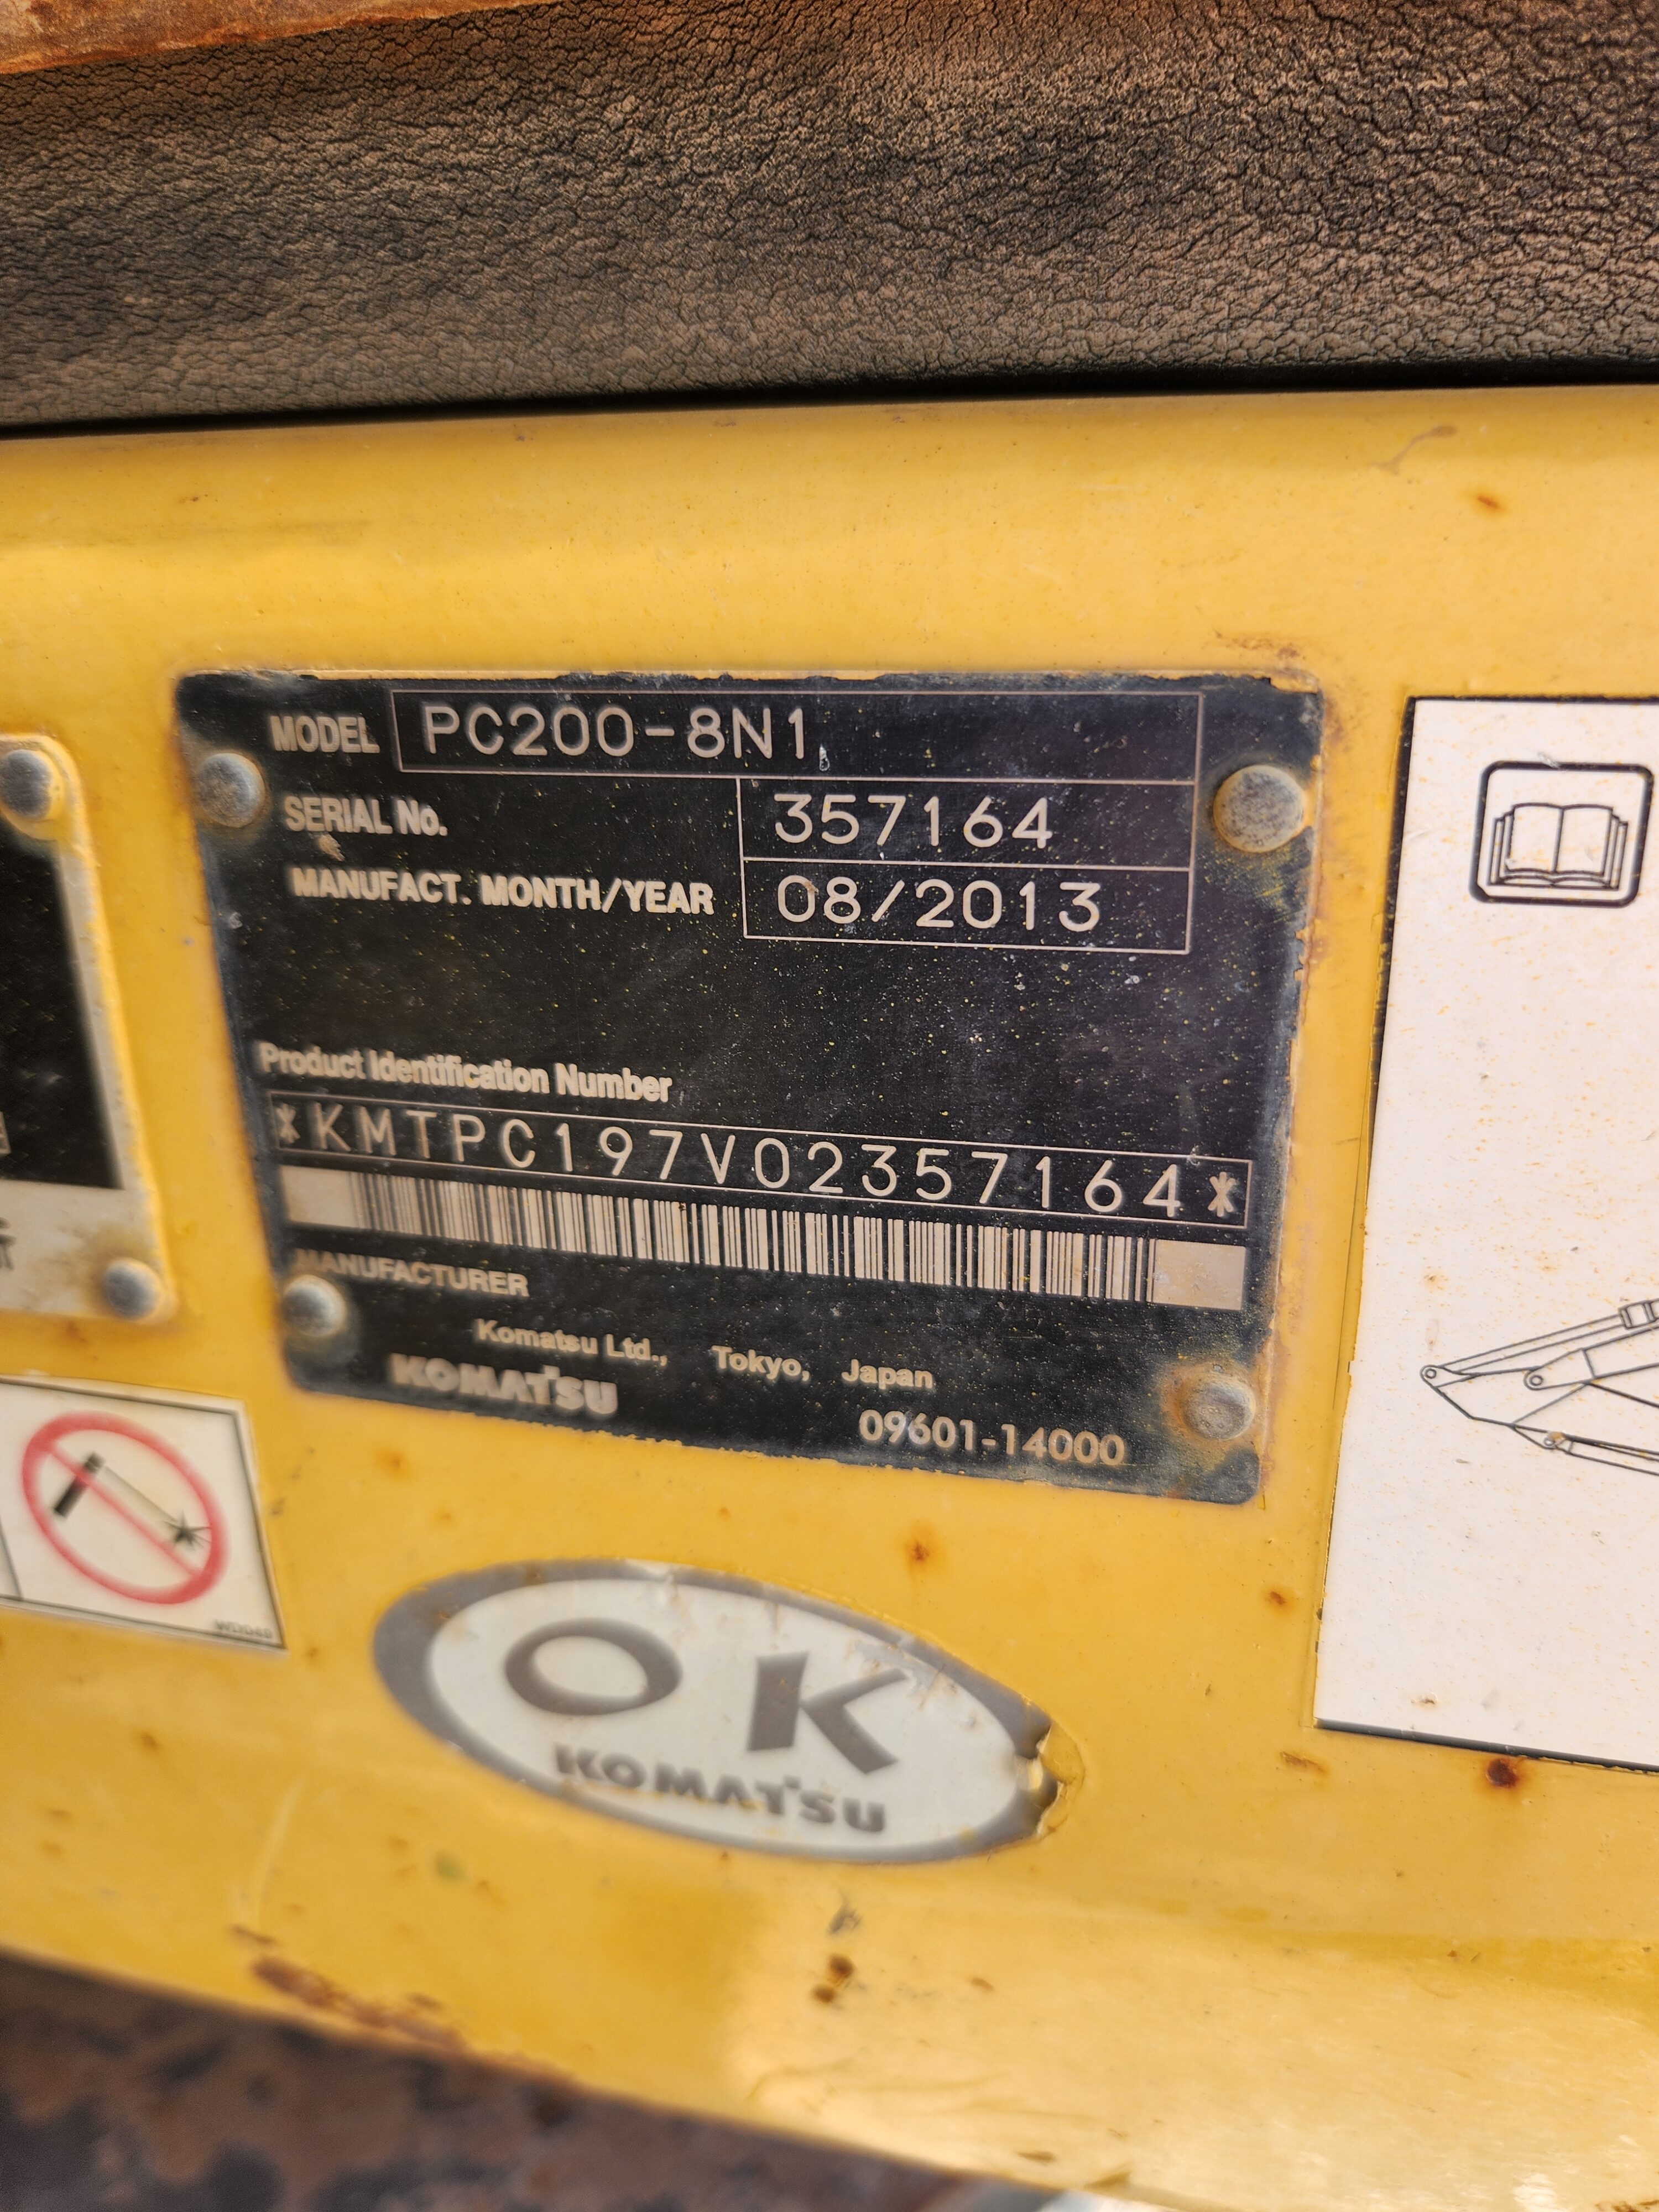 MODEL PC200-8N1
SERIAL No. 357164
MANUFACT. MONTH/YEAR 08/2013
Product Identification Number
*KMTPC197V02357164*
MANUFACTURER
Komatsu Ltd., Tokyo, Japan
KOMATSU
09601-14000
OK
KOMATSU